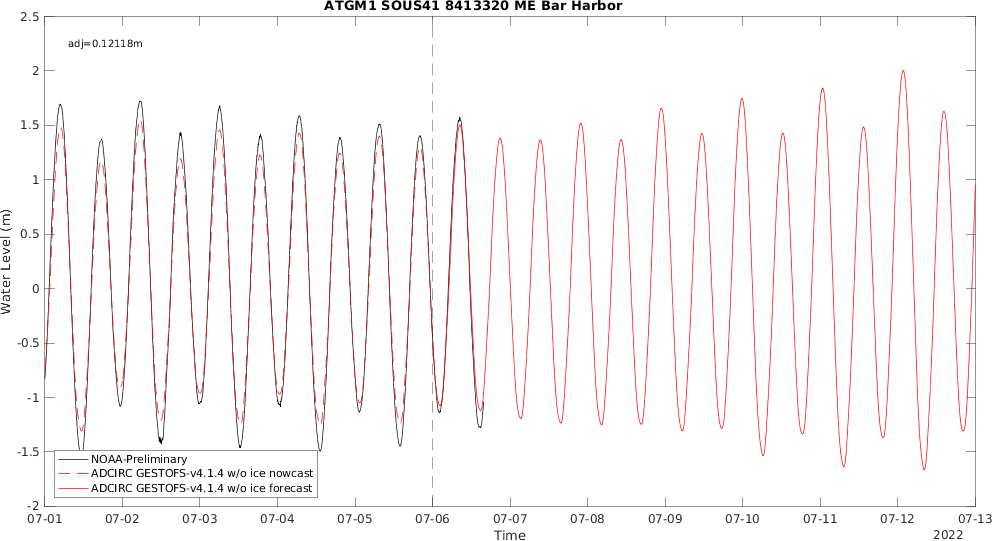 ATGM1 SOUS41 8413320 ME Bar Harbor
adj=0.12118m
2.5
2
1.5
1
0.5
0
-0.5
-1
-1.5
-2
Water Level (m)
NOAA-Preliminary
ADCIRC GESTOFS-v4.1.4 w/o ice nowcast
ADCIRC GESTOFS-v4.1.4 w/o ice forecast
07-01 07-02 07-03 07-04 07-05 07-06 07-07 07-08 07-09 07-10 07-11 07-12 07-13
Time
2022